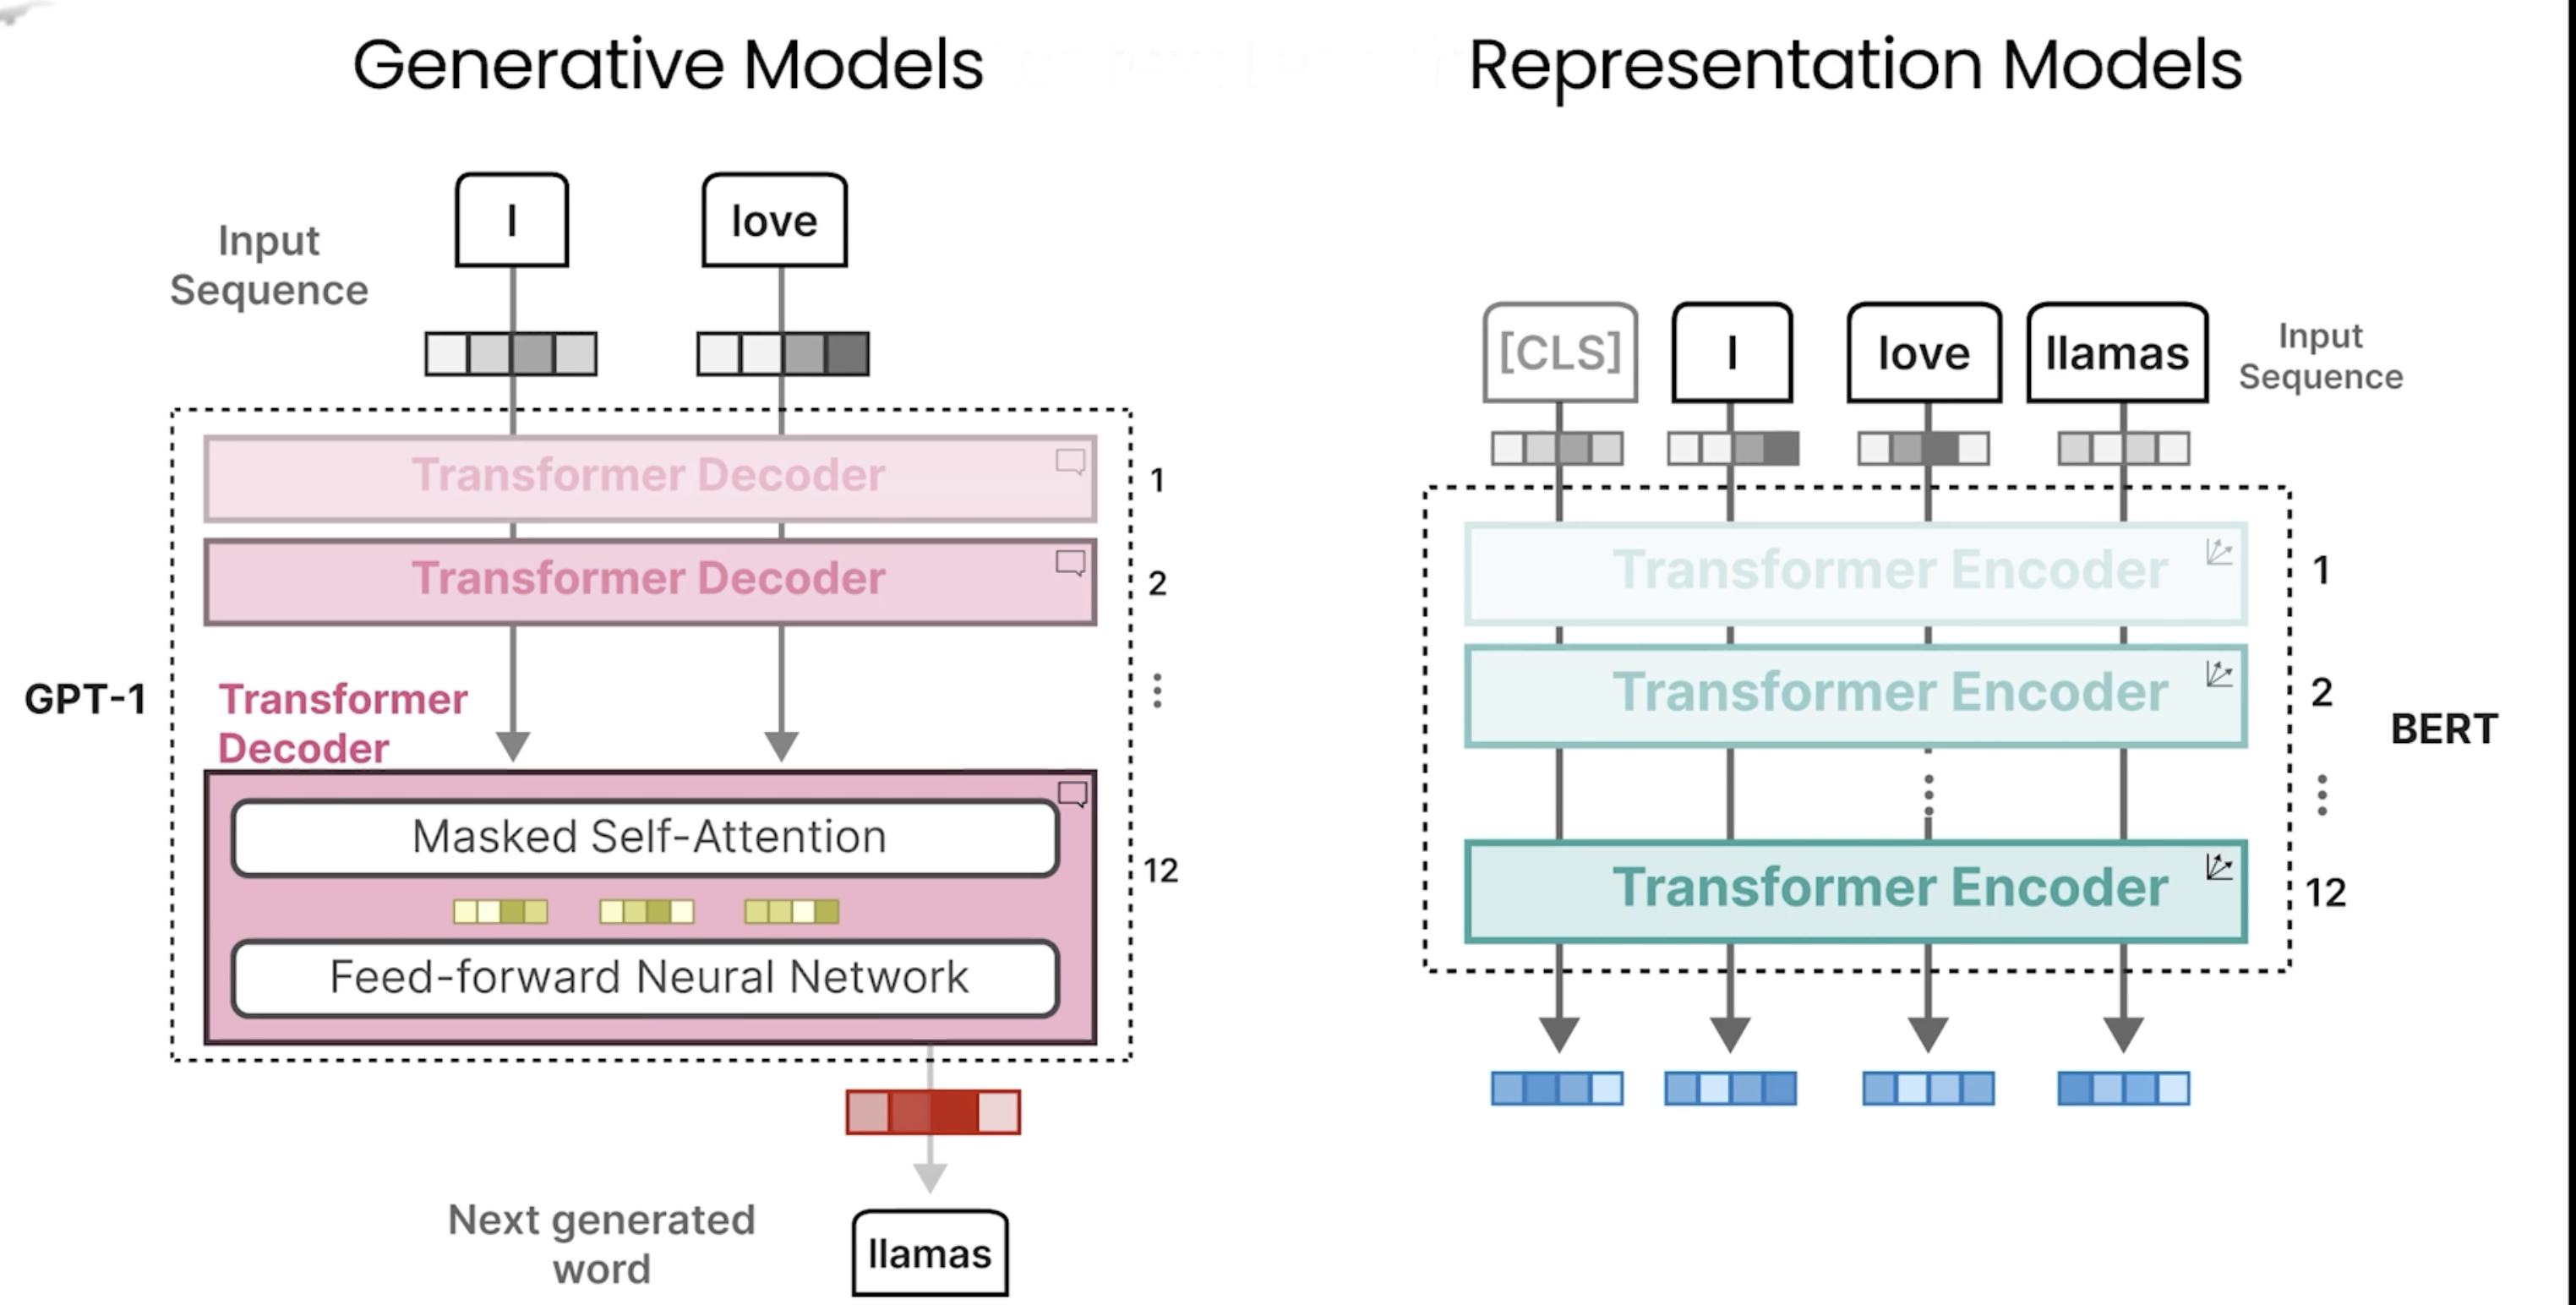 Generative Models
I
love
Input
Sequence
Transformer Decoder
1
Transformer Decoder
2
GPT-1
Transformer
Decoder
Masked Self-Attention
12
Feed-forward Neural Network
Next generated
word
llamas
Representation Models
[CLS]
I
love
llamas
Input
Sequence
Transformer Encoder
1
Transformer Encoder
2
BERT
Transformer Encoder
12